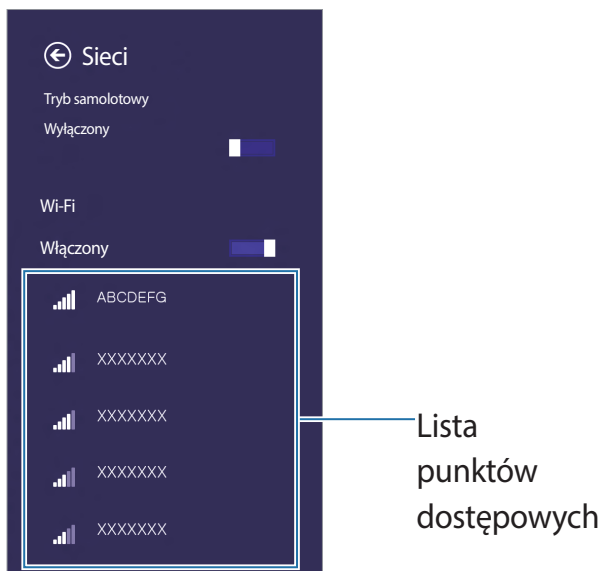 Sieci
Tryb samolotowy
Wyłączony
Wi-Fi
Włączony
ABCDEFG
XXXXXXX
XXXXXXX
XXXXXXX
XXXXXXX
Lista
punktów
dostępowych